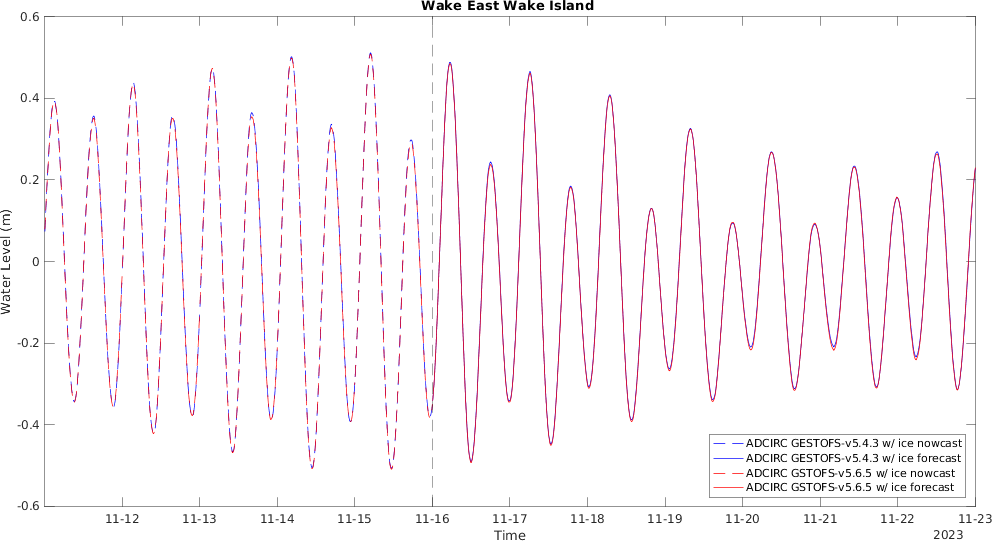 Wake East Wake Island
Water Level (m)
0.6
0.4
0.2
0
-0.2
-0.4
-0.6
ADCIRC GESTOFS-v5.4.3 w/ ice nowcast
ADCIRC GESTOFS-v5.4.3 w/ ice forecast
ADCIRC GSTOFS-v5.6.5 w/ ice nowcast
ADCIRC GSTOFS-v5.6.5 w/ ice forecast
11-12 11-13 11-14 11-15 11-16 11-17 11-18 11-19 11-20 11-21 11-22 11-23
Time
2023